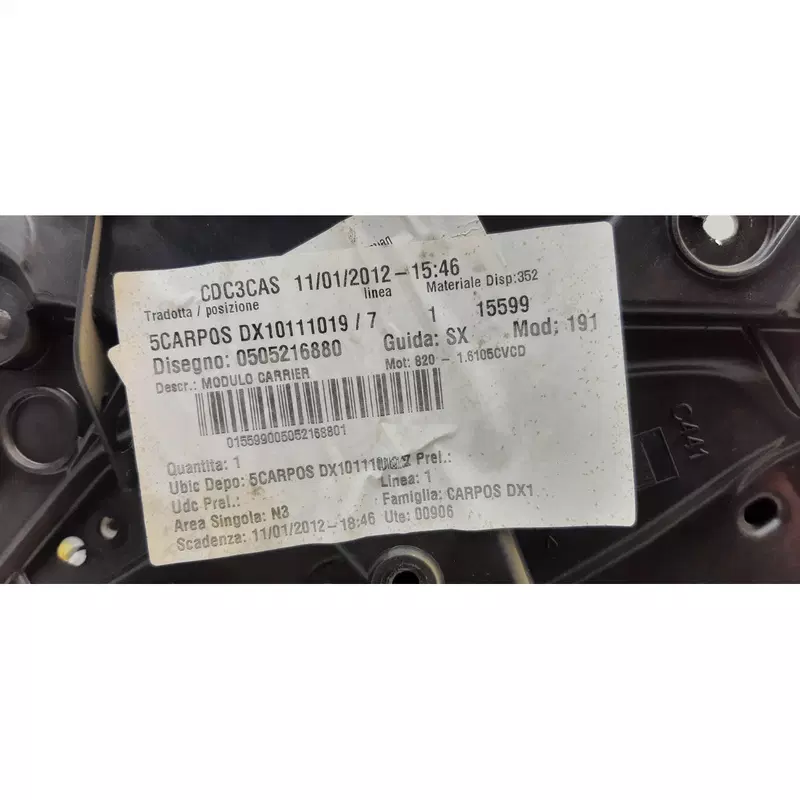 CDC3CAS 11/01/2012-15:46
Tradotta / posizione linea Materiale Disp:352
5CARPOS DX10111019 / 7 1 15599
Disegno: 0505216880 Guida: SX Mod; 191
Descr.: MODULO CARRIER Mot: 820 - 1.6105CVCD
015599005052168801
Quantita: 1
Ubic Depo: 5CARPOS Prel.:
Udc Prel.: Linea: 1
Area Singola: N3 Famiglia: CARPOS DX1
Scadenza: 11/01/2012-18:46 Ute: 00906
C441